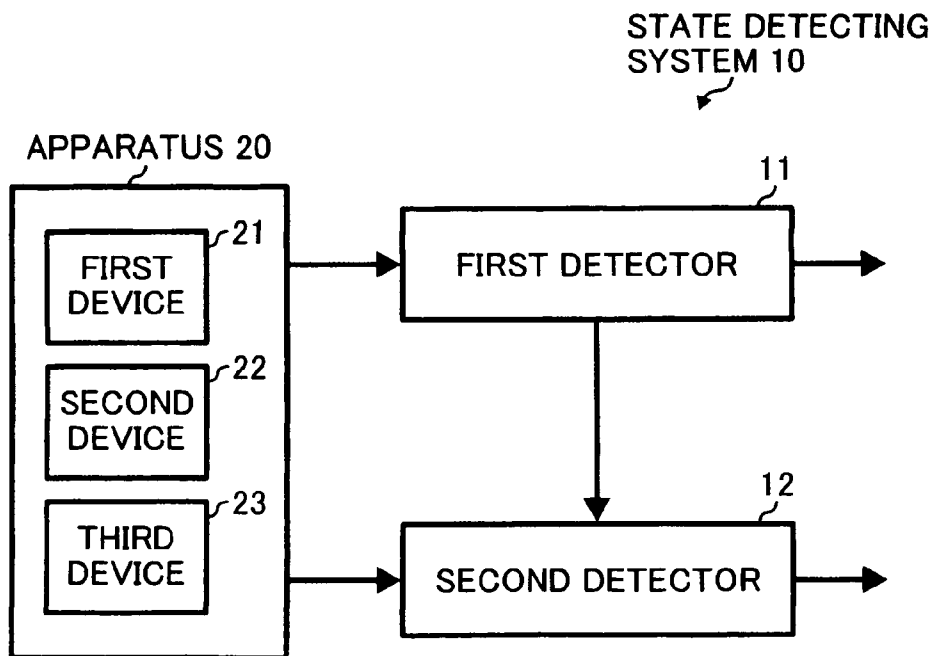 STATE DETECTING
SYSTEM 10
APPARATUS 20
11
21
FIRST
DEVICE
FIRST DETECTOR
22
SECOND
DEVICE
23
THIRD
DEVICE
12
SECOND DETECTOR